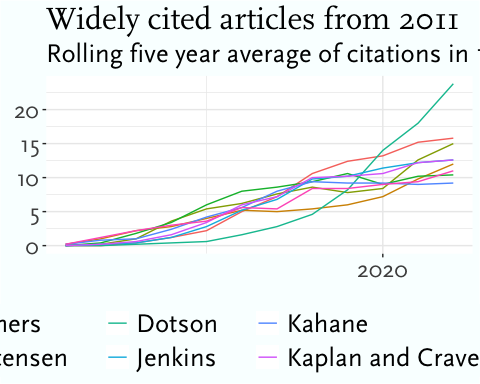 Widely cited articles from 2011
Rolling five year average of citations in
20
15
10
5
0
2020
Dotson
Kahane
Jenkins
Kaplan and Crave